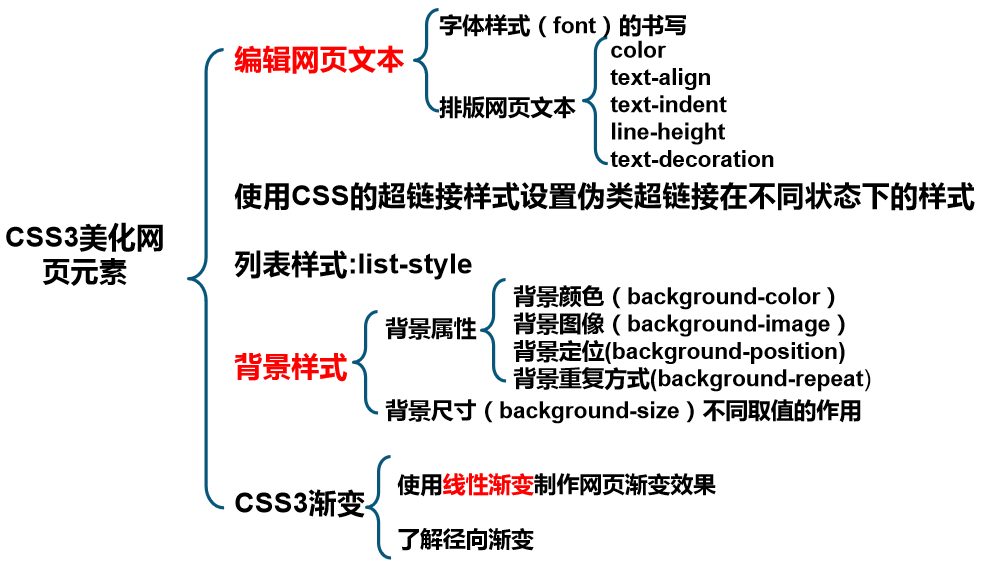 字体样式（font）的书写
编辑网页文本
color
text-align
排版网页文本
text-indent
line-height
text-decoration
使用CSS的超链接样式设置伪类超链接在不同状态下的样式
CSS3美化网
页元素
列表样式:list-style
背景颜色（background-color）
背景属性
背景图像（background-image）
背景定位(background-position)
背景样式
背景重复方式(background-repeat)
背景尺寸（background-size）不同取值的作用
使用线性渐变制作网页渐变效果
CSS3渐变
了解径向渐变